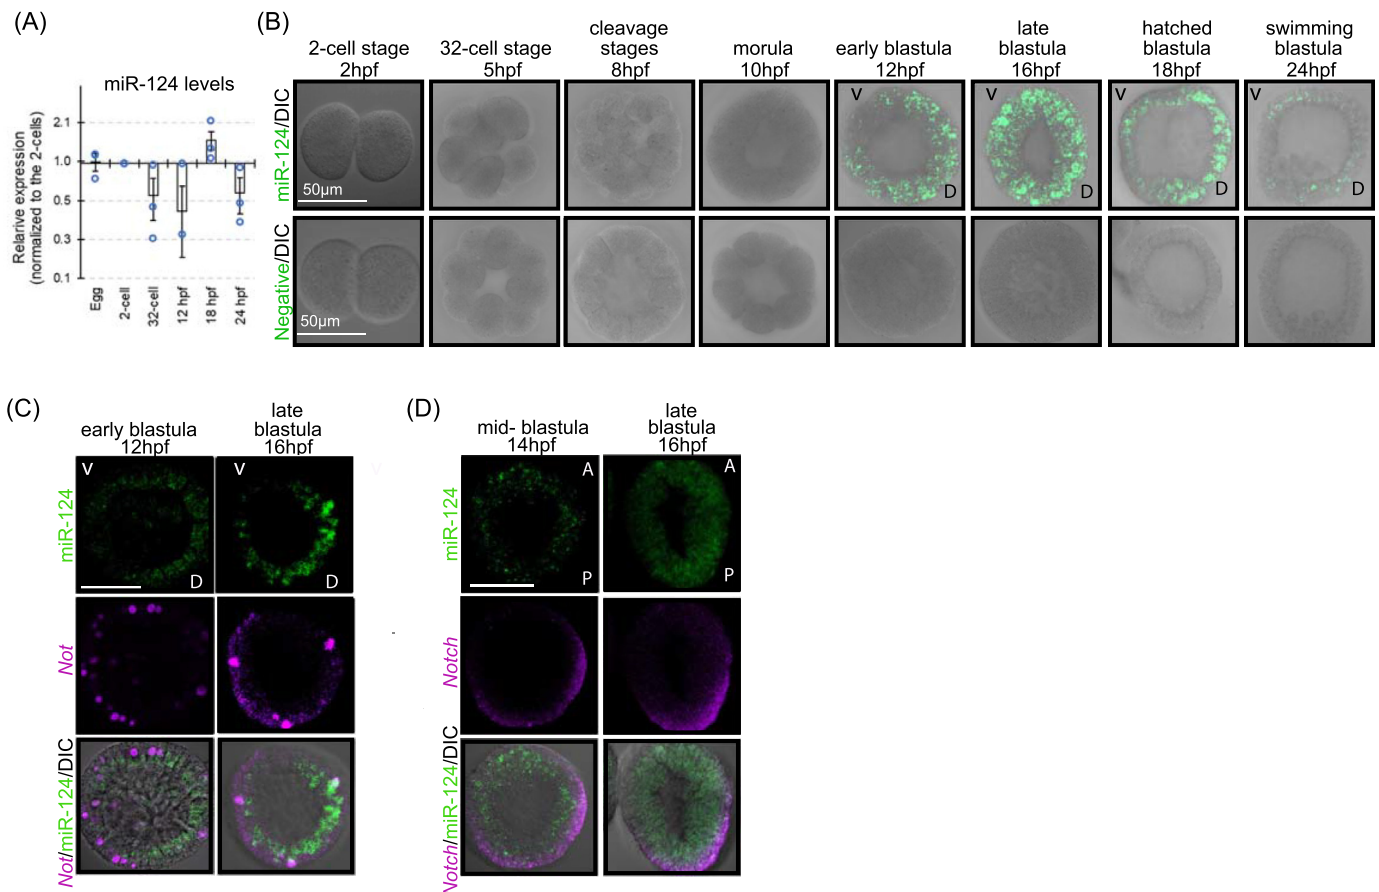 (A)
miR-124 levels
Relative expression
(normalized to the 2-cells)
2.1
1.0
0.5
0.3
0.1
Egg
2-cell
32-cell
12 hpf
18 hpf
24 hpf
(B)
2-cell stage
2hpf
32-cell stage
5hpf
cleavage
stages
8hpf
morula
10hpf
early blastula
12hpf
late
blastula
16hpf
hatched
blastula
18hpf
swimming
blastula
24hpf
miR-124/DIC
50µm
V
D
V
D
V
D
V
D
Negative/DIC
50µm
(C)
early blastula
12hpf
late
blastula
16hpf
miR-124
V
D
V
D
Not
Not/miR-124/DIC
(D)
mid- blastula
14hpf
late
blastula
16hpf
miR-124
A
P
A
P
Notch
Notch/miR-124/DIC